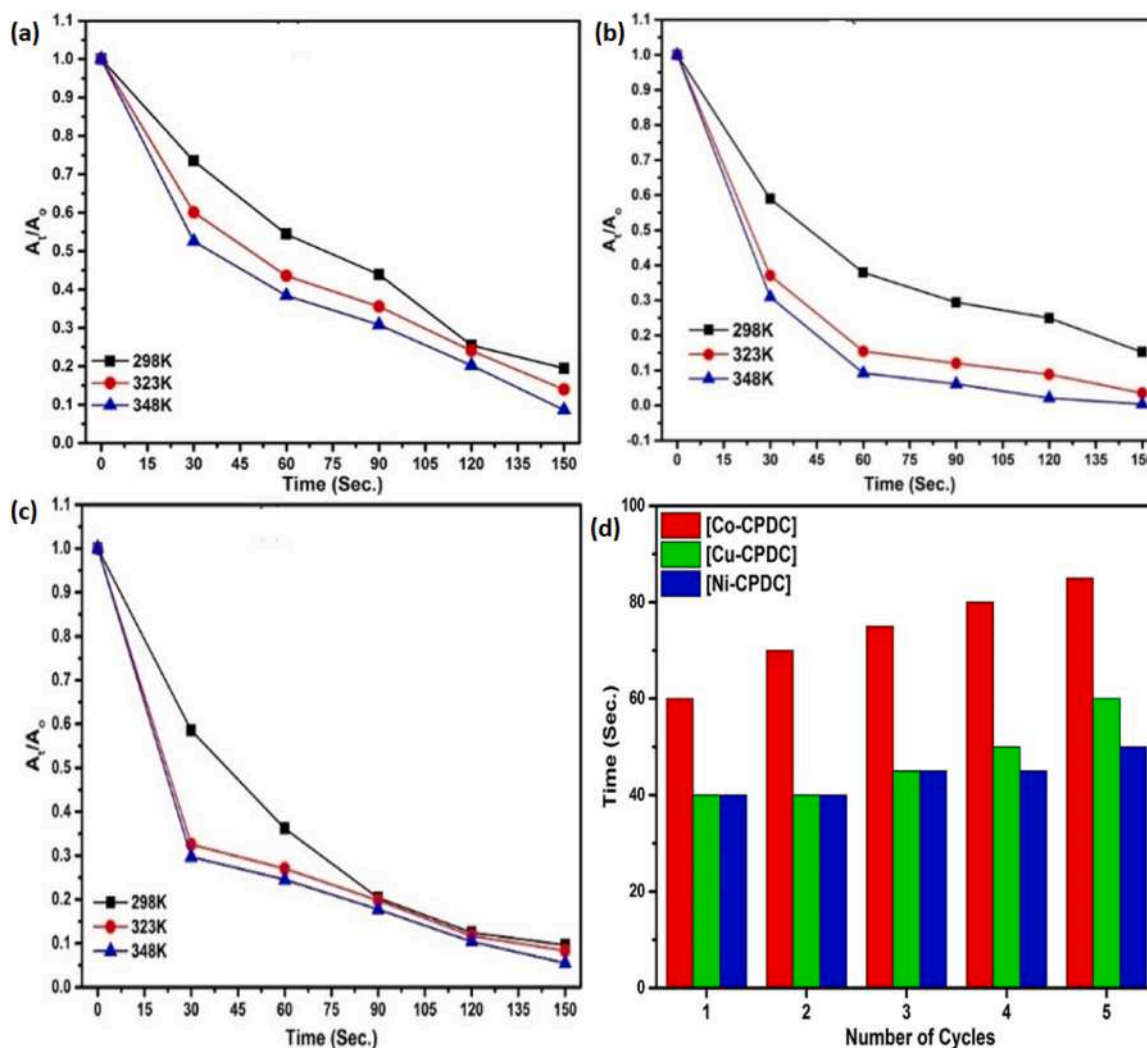 (a)
1.1
1.0
0.9
0.8
0.7
0.6
0.5
0.4
0.3
0.2
0.1
0.0
At/Ao
298K
323K
348K
0 15 30 45 60 75 90 105 120 135 150
Time (Sec.)
(b)
1.1
1.0
0.9
0.8
0.7
0.6
0.5
0.4
0.3
0.2
0.1
0.0
-0.1
At/Ao
298K
323K
348K
0 15 30 45 60 75 90 105 120 135 150
Time (Sec.)
(c)
1.1
1.0
0.9
0.8
0.7
0.6
0.5
0.4
0.3
0.2
0.1
0.0
At/Ao
298K
323K
348K
0 15 30 45 60 75 90 105 120 135 150
Time (Sec.)
(d)
[Co-CPDC]
[Cu-CPDC]
[Ni-CPDC]
100
80
60
40
20
0
Time (Sec.)
1 2 3 4 5
Number of Cycles